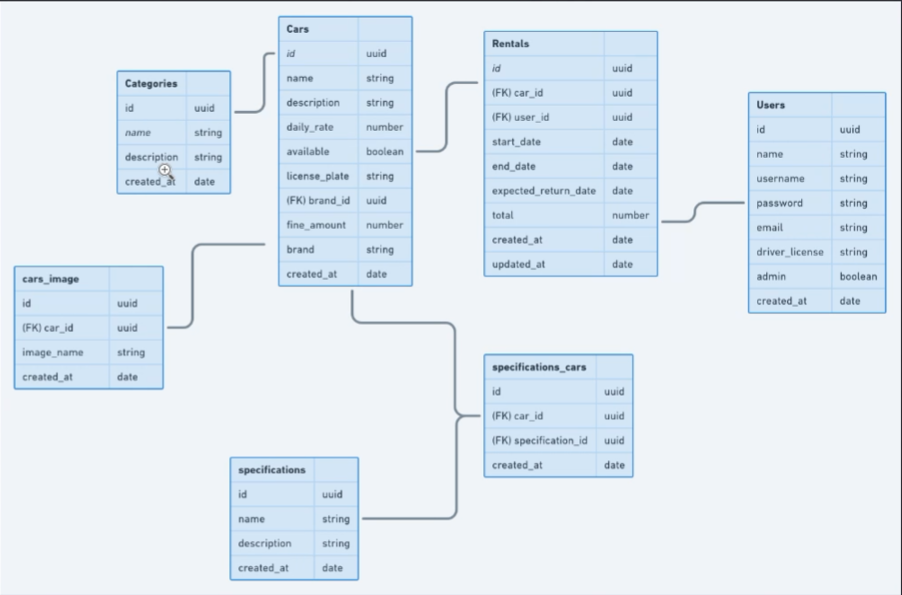 Categories
id uuid
name string
description string
created_at date
Cars
id uuid
name string
description string
daily_rate number
available boolean
license_plate string
(FK) brand_id uuid
fine_amount number
brand string
created_at date
Rentals
id uuid
(FK) car_id uuid
(FK) user_id uuid
start_date date
end_date date
expected_return_date date
total number
created_at date
updated_at date
Users
id uuid
name string
username string
password string
email string
driver_license string
admin boolean
created_at date
cars_image
id uuid
(FK) car_id uuid
image_name string
created_at date
specifications_cars
id uuid
(FK) car_id uuid
(FK) specification_id uuid
created_at date
specifications
id uuid
name string
description string
created_at date